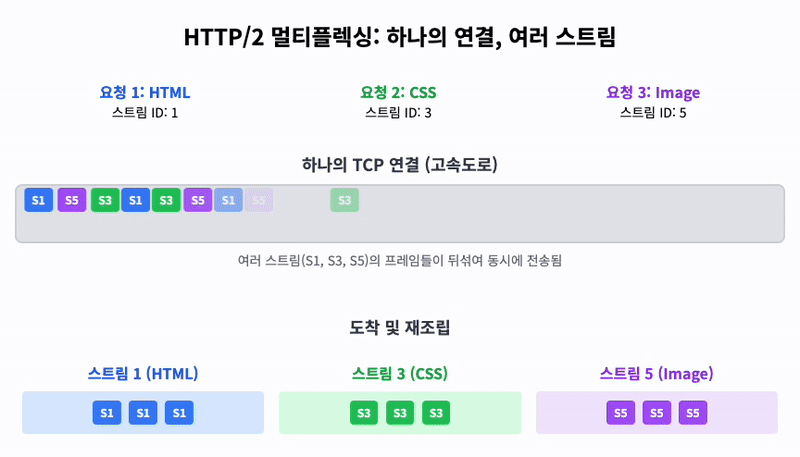 HTTP/2 멀티플렉싱: 하나의 연결, 여러 스트림
요청 1: HTML
스트림 ID: 1
요청 2: CSS
스트림 ID: 3
요청 3: Image
스트림 ID: 5
하나의 TCP 연결 (고속도로)
S1 S5 S3 S1 S3 S5 S1 S5 S3
여러 스트림(S1, S3, S5)의 프레임들이 뒤섞여 동시에 전송됨
도착 및 재조립
스트림 1 (HTML)
S1 S1 S1
스트림 3 (CSS)
S3 S3 S3
스트림 5 (Image)
S5 S5 S5